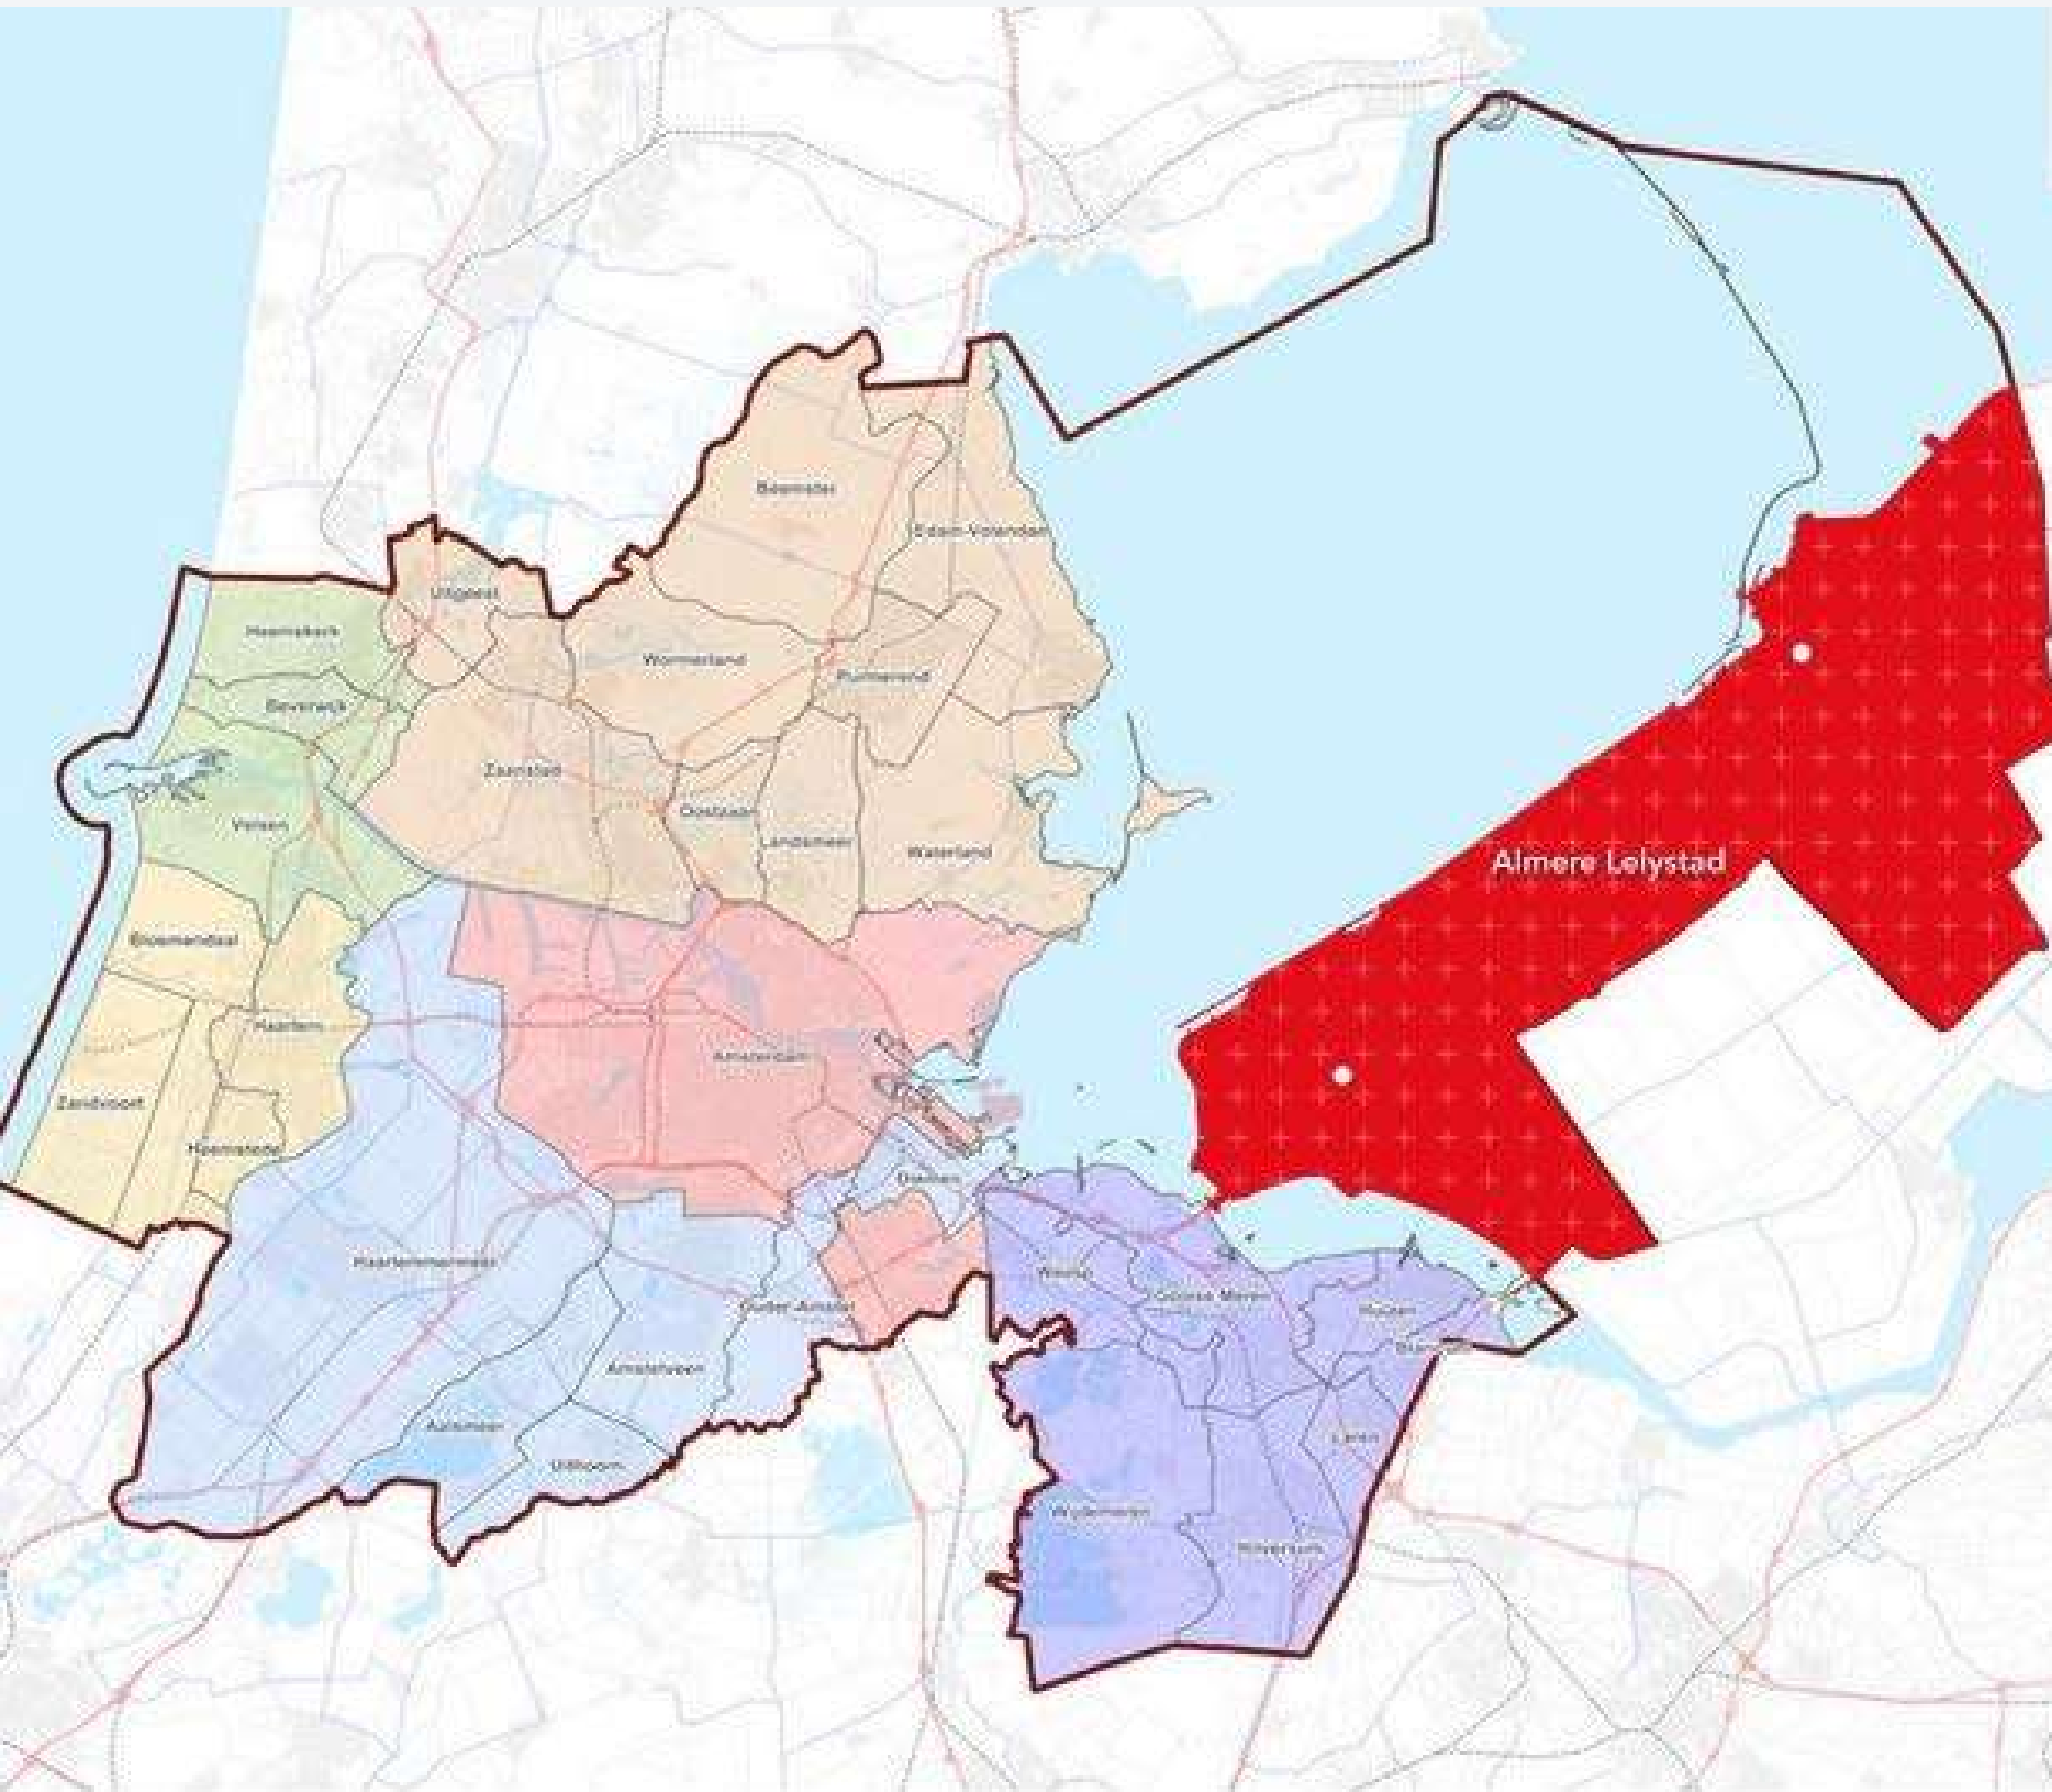 Beemster
Edam-Volendam
Uitgeest
Heemskerk
Wormerland
Purmerend
Beverwijk
Zaanstad
Oostzaan
Velsen
Landsmeer
Waterland
Almere Lelystad
Bloemendaal
Haarlem
Amsterdam
Zandvoort
Heemstede
Diemen
Haarlemmermeer
Weesp
Gooise Meren
Ouder-Amstel
Huizen
Blaricum
Amstelveen
Aalsmeer
Laren
Uithoorn
Wijdemeren
Hilversum